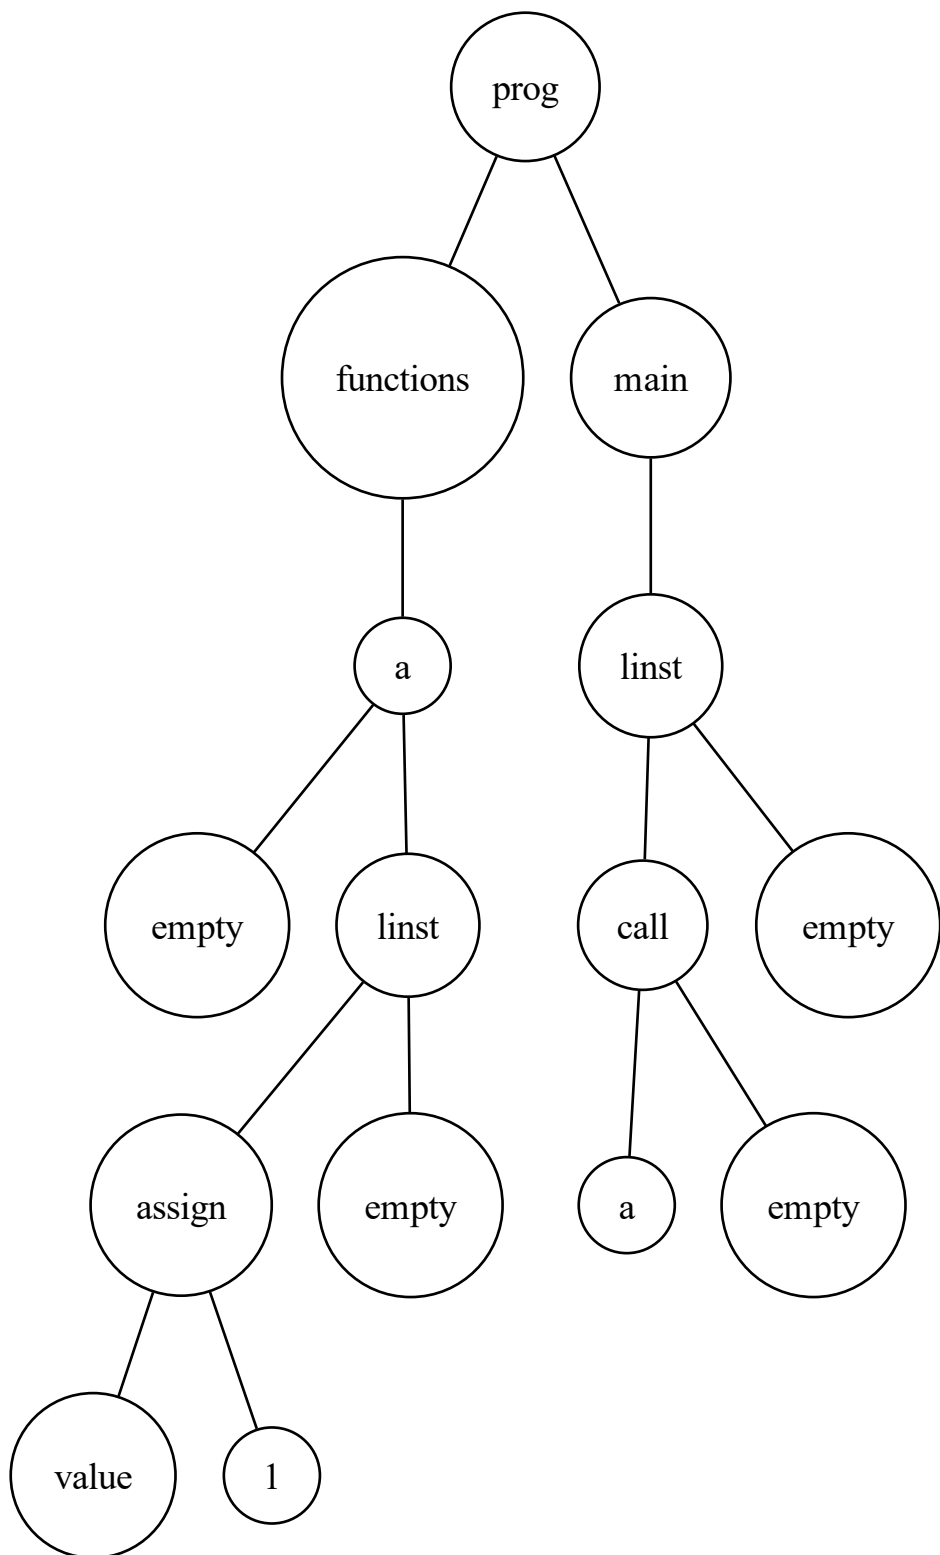 prog
functions
main
a
linst
empty
linst
call
empty
assign
empty
a
empty
value
1